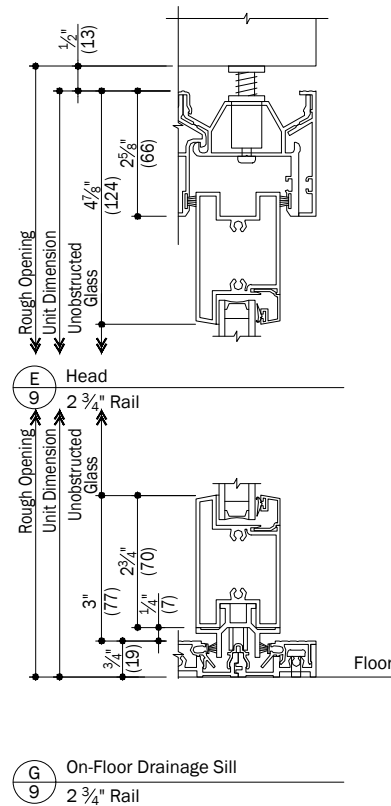 ½"
(13)
2⅝"
(66)
4⅞"
(124)
Rough Opening
Unit Dimension
Unobstructed
Glass
E
9
Head
2 ¾" Rail
Rough Opening
Unit Dimension
Unobstructed
Glass
2¾"
(70)
3"
(77)
¼"
(7)
¾"
(19)
Floor
G
9
On-Floor Drainage Sill
2 ¾" Rail